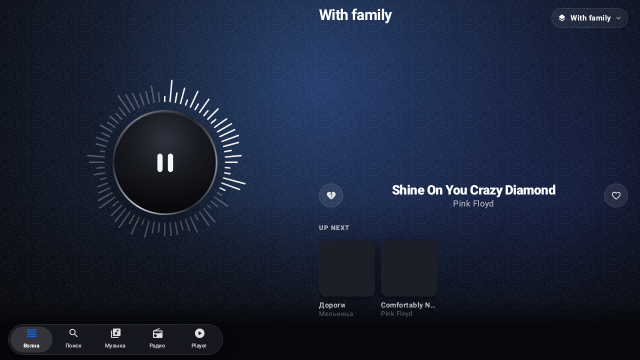 With family
With family
Shine On You Crazy Diamond
Pink Floyd
UP NEXT
Дороги
Мельница
Comfortably N...
Pink Floyd
Волна
Поиск
Музыка
Радио
Player